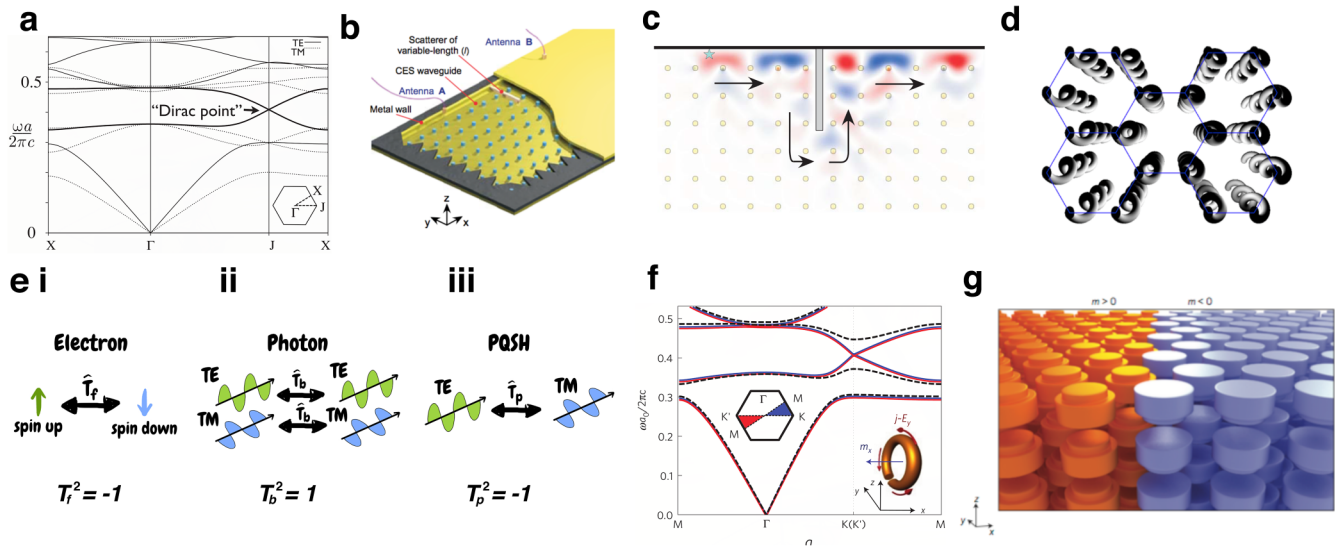 a
TE
TM
0.5
"Dirac point"
ωa
2πc
X
Γ
J
0
X
Γ
J
X
b
Scatterer of
variable-length (l)
Antenna B
CES waveguide
Antenna A
Metal wall
z
y
x
c
d
e i
Electron
T̂f
spin up
spin down
Tf² = -1
ii
Photon
TE
T̂b
TE
TM
T̂b
TM
Tb² = 1
iii
PQSH
TE
T̂p
TM
Tp² = -1
f
0.5
0.4
0.3
0.2
0.1
0.0
ωa₀/2πc
Γ
M
K'
K
M
j-Ey
mx
z
y
x
M
Γ
K(K')
M
g
m > 0
m < 0
z
y
x